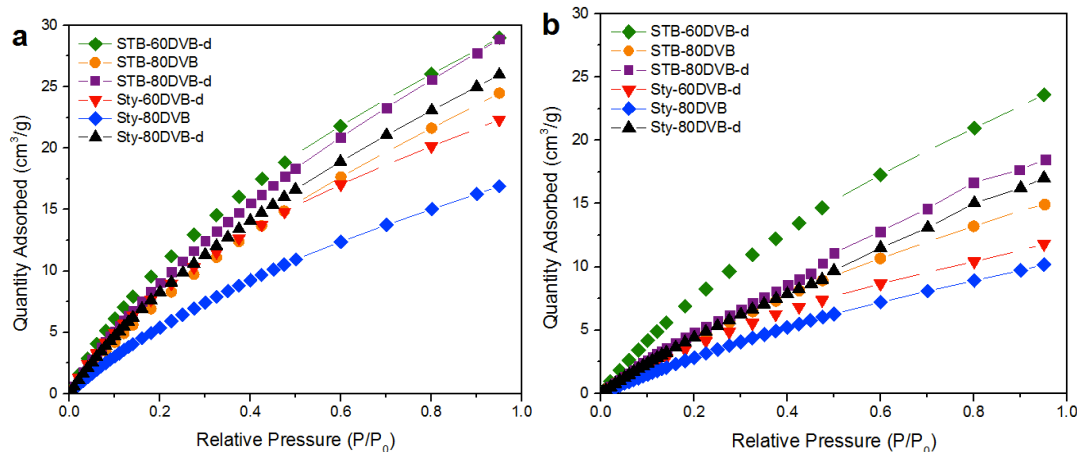 a
STB-60DVB-d
STB-80DVB
STB-80DVB-d
Sty-60DVB-d
Sty-80DVB
Sty-80DVB-d
Quantity Adsorbed (cm³/g)
30
25
20
15
10
5
0
0.0 0.2 0.4 0.6 0.8 1.0
Relative Pressure (P/P₀)
b
STB-60DVB-d
STB-80DVB
STB-80DVB-d
Sty-60DVB-d
Sty-80DVB
Sty-80DVB-d
Quantity Adsorbed (cm³/g)
30
25
20
15
10
5
0
0.0 0.2 0.4 0.6 0.8 1.0
Relative Pressure (P/P₀)